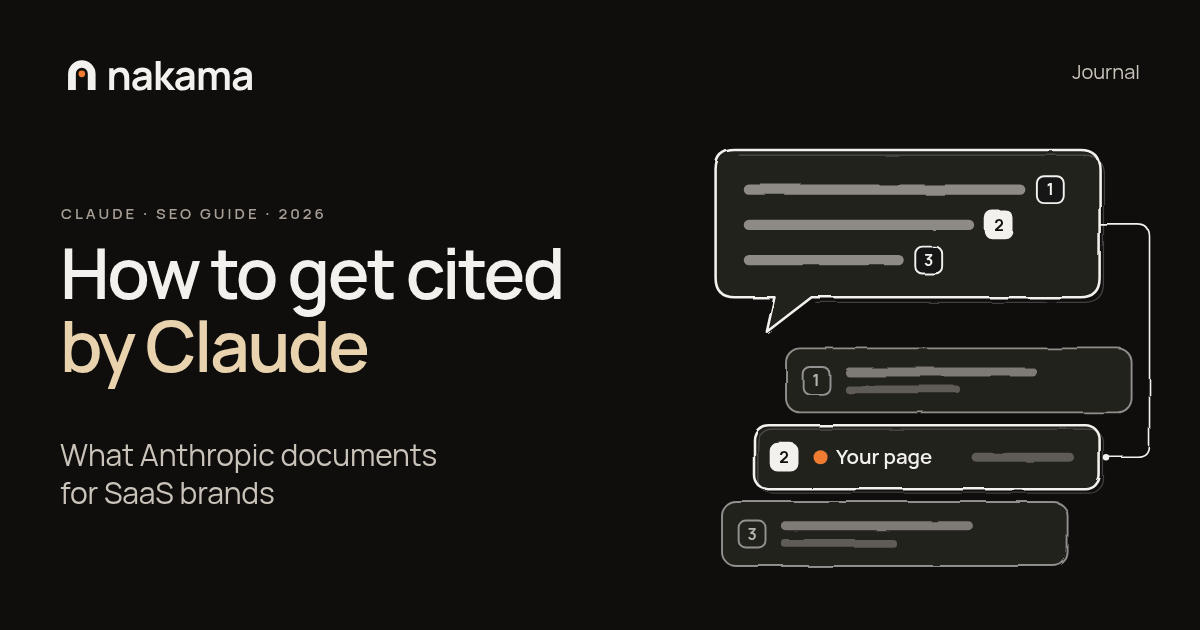 nakama
Journal
CLAUDE · SEO GUIDE · 2026
How to get cited
by Claude
What Anthropic documents
for SaaS brands
1
2
3
1
2 Your page
3